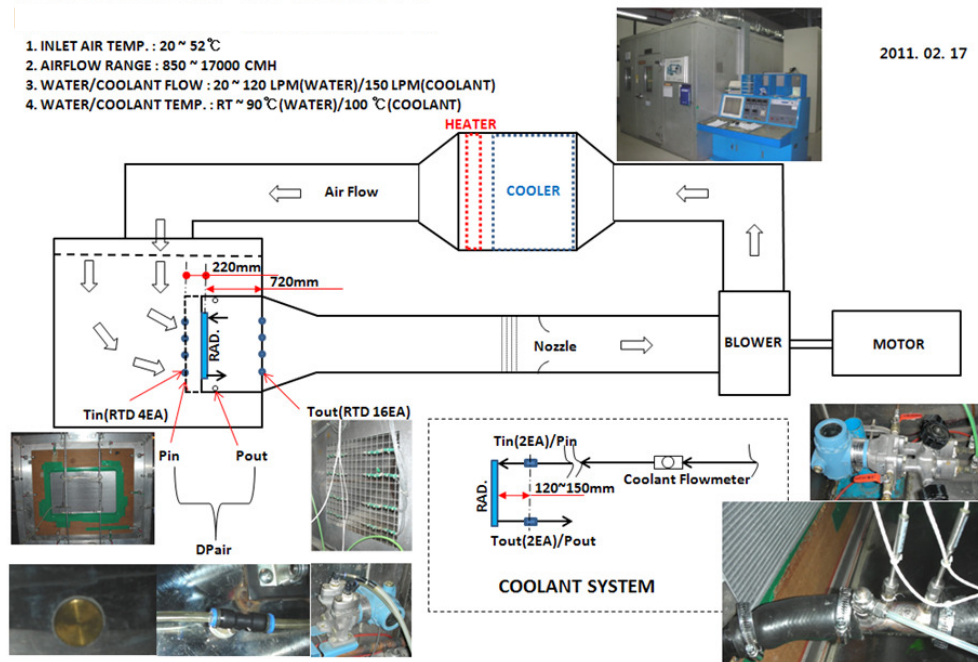 1. INLET AIR TEMP. : 20 ~ 52℃
2. AIRFLOW RANGE : 850 ~ 17000 CMH
3. WATER/COOLANT FLOW : 20 ~ 120 LPM(WATER)/150 LPM(COOLANT)
4. WATER/COOLANT TEMP. : RT ~ 90℃(WATER)/100 ℃(COOLANT)
2011. 02. 17
HEATER
Air Flow
COOLER
220mm
720mm
RAD.
Nozzle
BLOWER
MOTOR
Tin(RTD 4EA)
Tout(RTD 16EA)
Pin
Pout
DPair
Tin(2EA)/Pin
Coolant Flowmeter
120~150mm
RAD.
Tout(2EA)/Pout
COOLANT SYSTEM